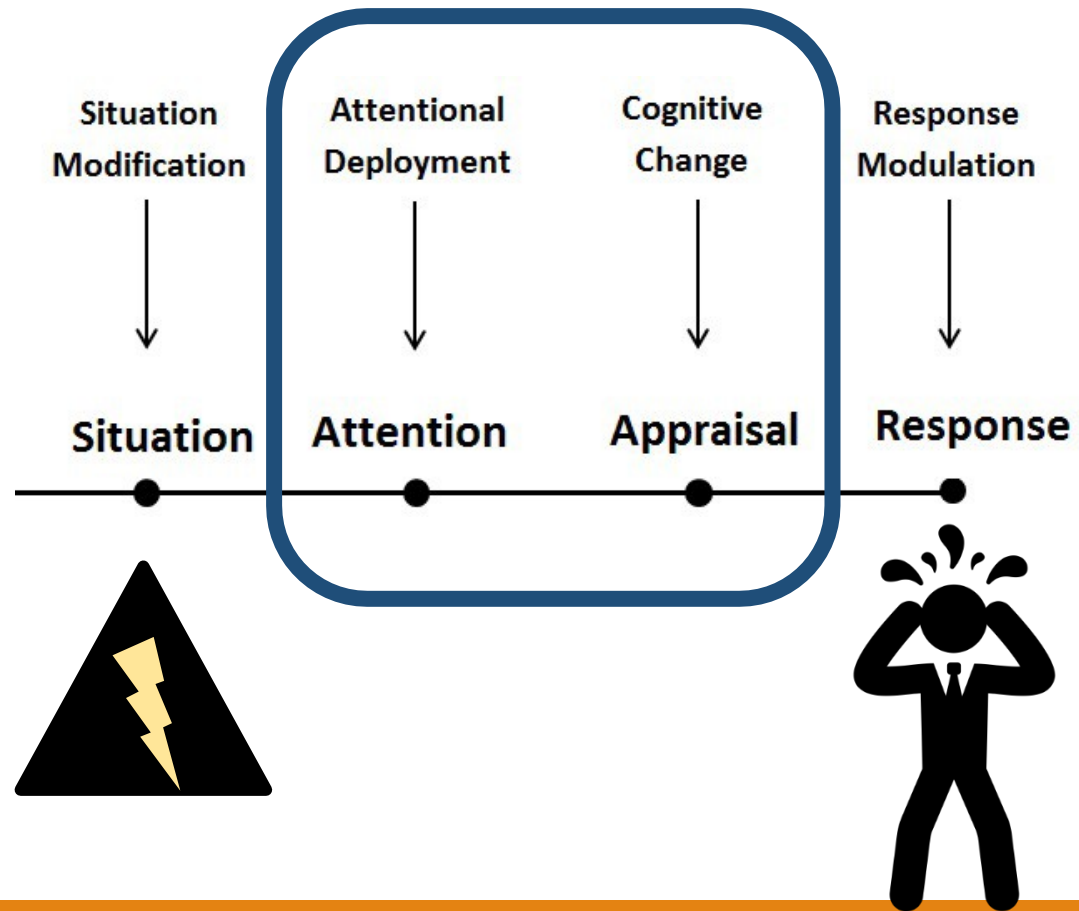 Situation
Modification
Attentional
Deployment
Cognitive
Change
Response
Modulation
Situation
Attention
Appraisal
Response